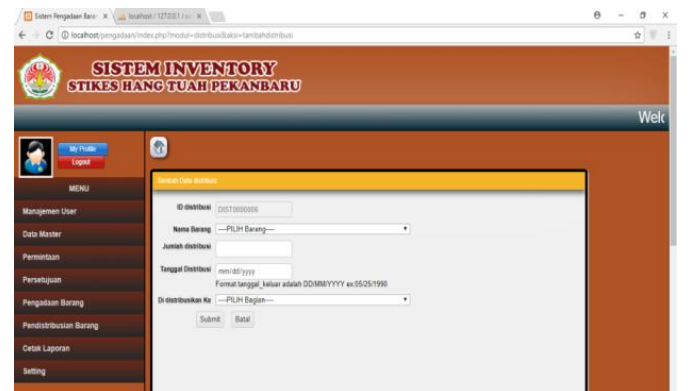 Sistem Pengadaan Baran
localhost / 127.0.0.1 /
localhost/pengadaan/index.php?modul=distribusi&aksi=tambahdistribusi
SISTEM INVENTORY
STIKES HANG TUAH PEKANBARU
Welc
My Profile
Logout
MENU
Manajemen User
Data Master
Permintaan
Persetujuan
Pengadaan Barang
Pendistribusian Barang
Cetak Laporan
Setting
Tambah Data distribusi
ID distribusi DIST0000006
Nama Barang ----PILIH Barang----
Jumlah distribusi
Tanggal Distribusi mm/dd/yyyy
Format tanggal_keluar adalah DD/MM/YYYY ex:05/25/1990
Di distribusikan Ke ----PILIH Bagian----
Submit Batal